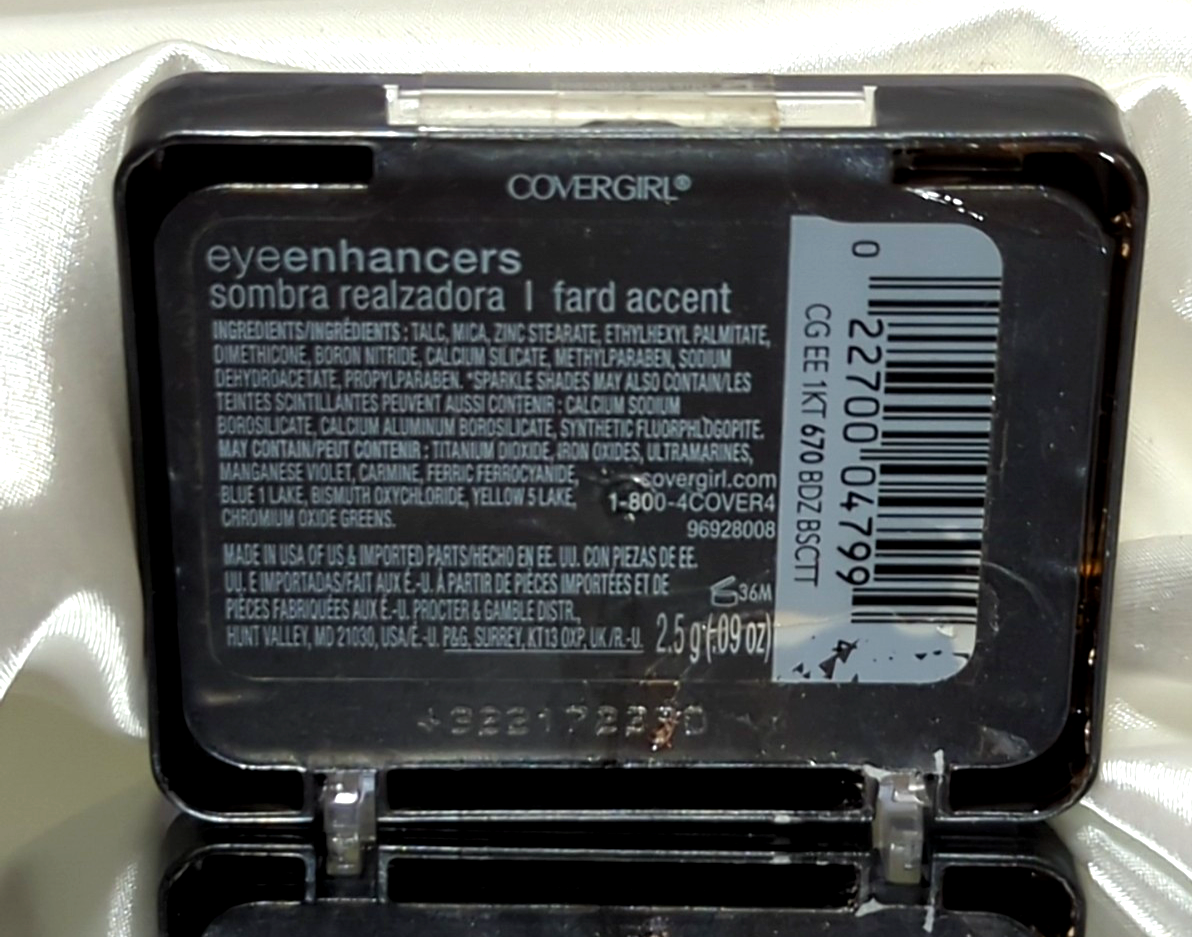 COVERGIRL®
eyeenhancers
sombra realzadora | fard accent
INGREDIENTS/INGRÉDIENTS : TALC, MICA, ZINC STEARATE, ETHYLHEXYL PALMITATE,
DIMETHICONE, BORON NITRIDE, CALCIUM SILICATE, METHYLPARABEN, SODIUM
DEHYDROACETATE, PROPYLPARABEN. *SPARKLE SHADES MAY ALSO CONTAIN/LES
TEINTES SCINTILLANTES PEUVENT AUSSI CONTENIR : CALCIUM SODIUM
BOROSILICATE, CALCIUM ALUMINUM BOROSILICATE, SYNTHETIC FLUORPHLOGOPITE.
MAY CONTAIN/PEUT CONTENIR : TITANIUM DIOXIDE, IRON OXIDES, ULTRAMARINES,
MANGANESE VIOLET, CARMINE, FERRIC FERROCYANIDE,
BLUE 1 LAKE, BISMUTH OXYCHLORIDE, YELLOW 5 LAKE,
CHROMIUM OXIDE GREENS.
covergirl.com
1-800-4COVER4
96928008
MADE IN USA OF US & IMPORTED PARTS/HECHO EN EE. UU. CON PIEZAS DE EE.
UU. E IMPORTADAS/FAIT AUX É.-U. À PARTIR DE PIÈCES IMPORTÉES ET DE
PIÈCES FABRIQUÉES AUX É.-U. PROCTER & GAMBLE DISTR.,
HUNT VALLEY, MD 21030, USA/É.-U. P&G, SURREY, KT13 0XP, UK/R.-U.
36M
2.5 g (.09 oz)
CG EE 1KT 670 BDZ BSCTT
0 22700 04799 4